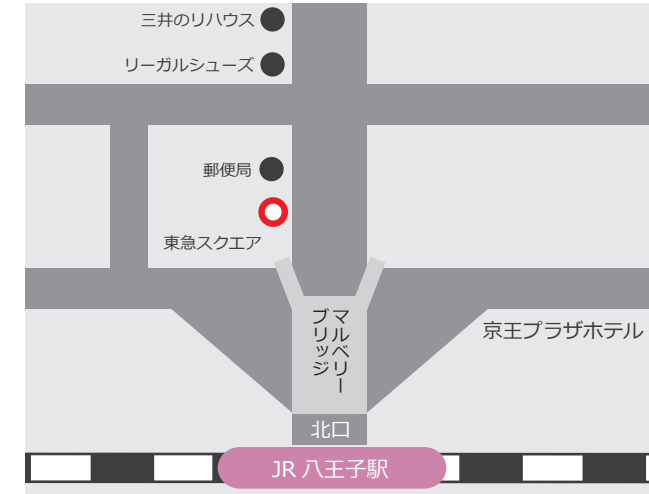 三井のリハウス
リーガルシューズ
郵便局
東急スクエア
マルベリー
ブリッジ
京王プラザホテル
北口
JR 八王子駅